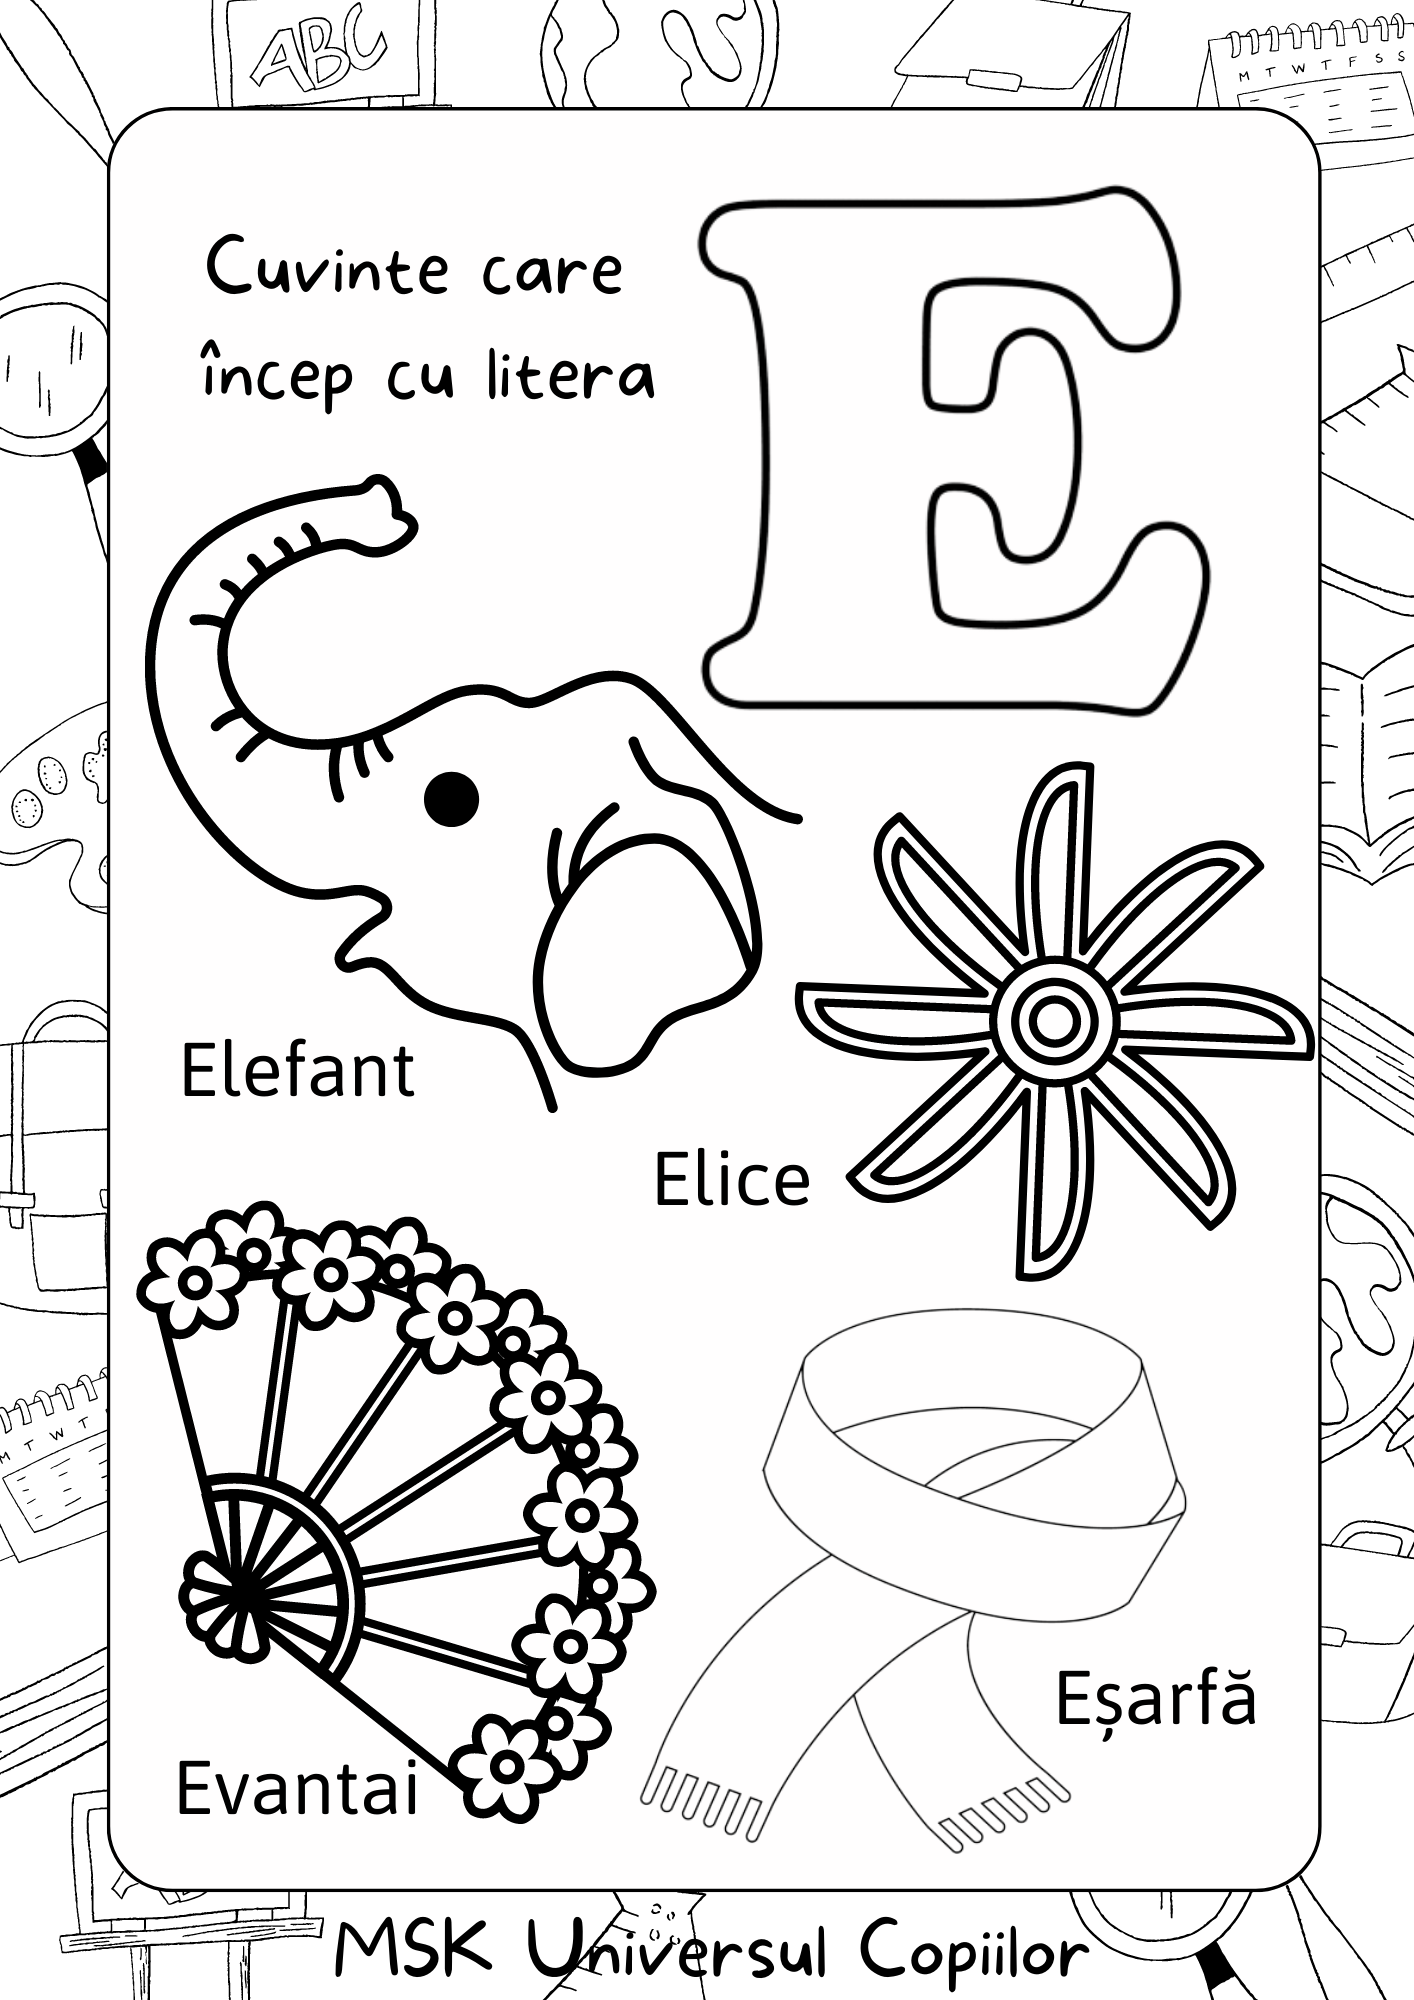 ABC
M T W T F S S
Cuvinte care
încep cu litera
E
Elefant
Elice
M T W T
Evantai
Eșarfă
MSK Universul Copiilor